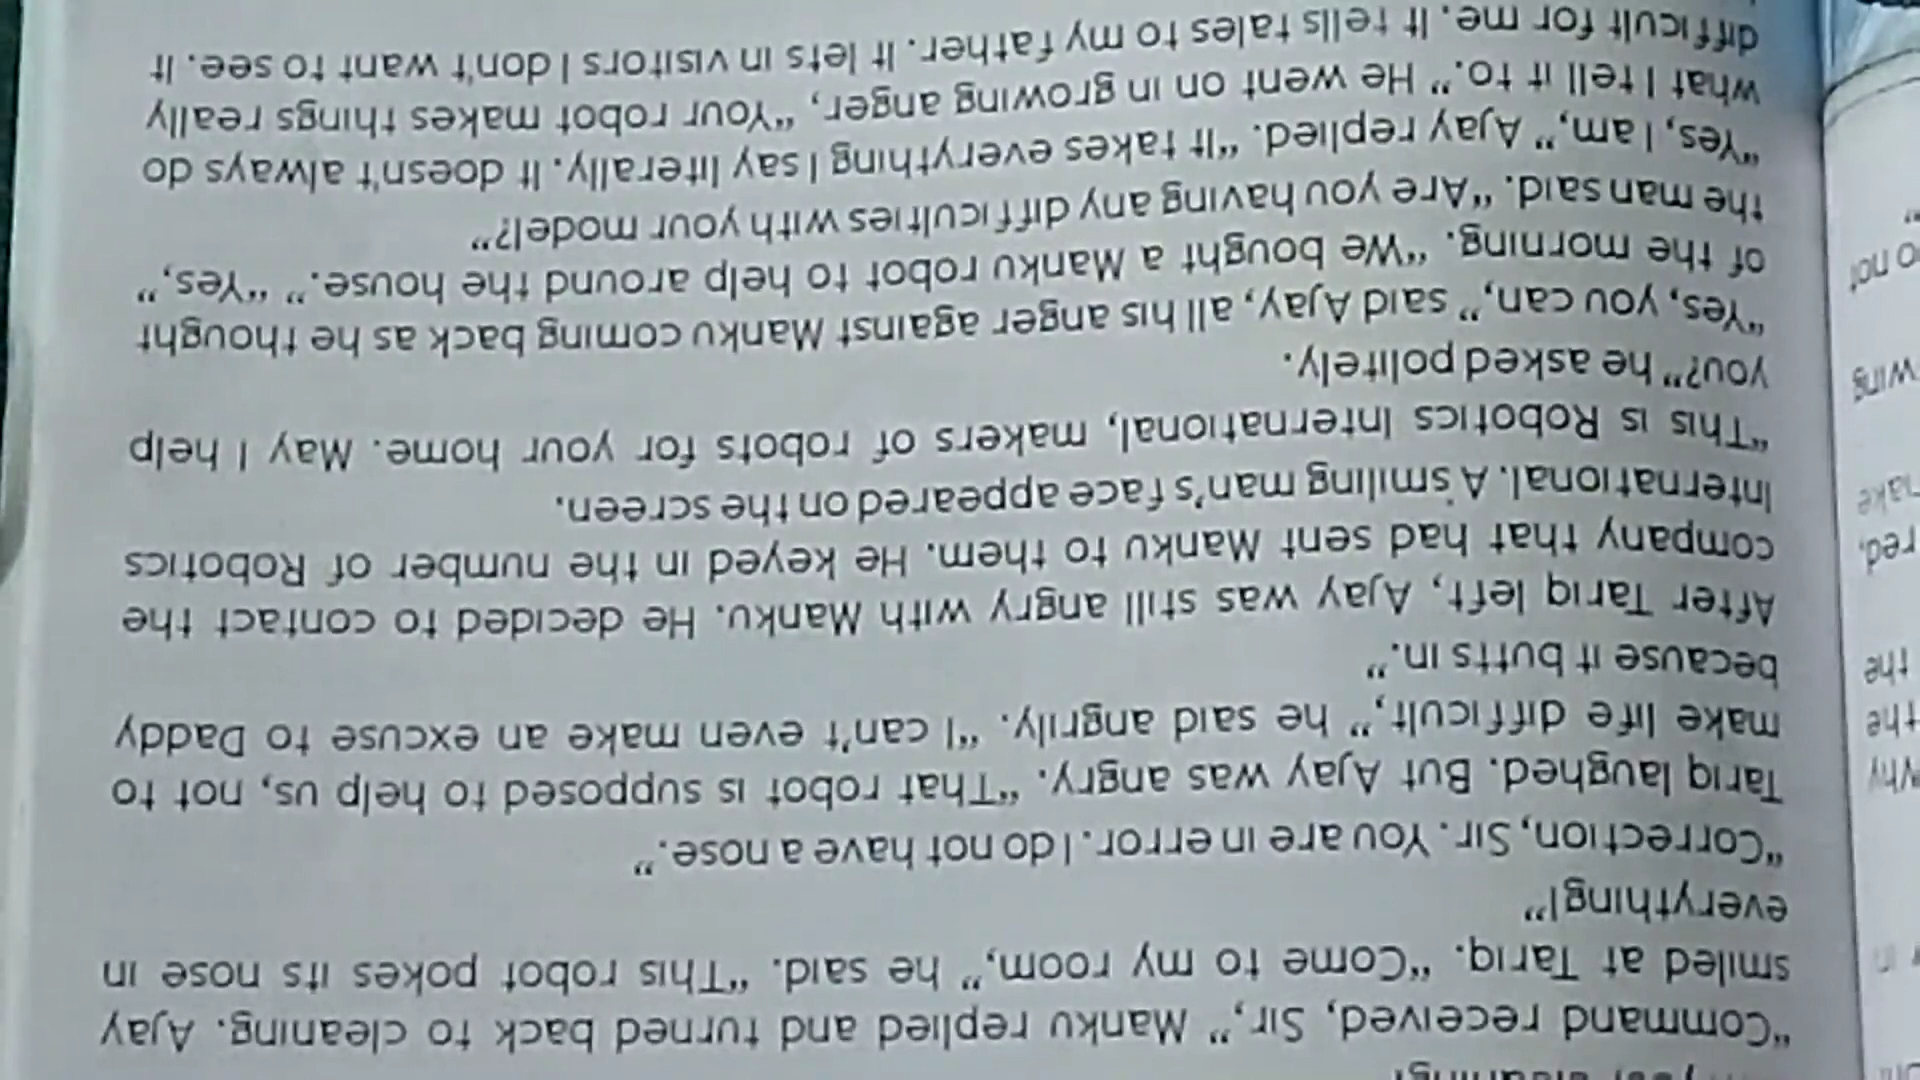 "Command received, Sir," Manku replied and turned back to cleaning. Ajay
smiled at Tariq. "Come to my room," he said. "This robot pokes its nose in
everything!"
"Correction, Sir. You are in error. I do not have a nose."
Tariq laughed. But Ajay was angry. "That robot is supposed to help us, not to
make life difficult," he said angrily. "I can't even make an excuse to Daddy
because it butts in."
After Tariq left, Ajay was still angry with Manku. He decided to contact the
company that had sent Manku to them. He keyed in the number of Robotics
International. A smiling man's face appeared on the screen.
"This is Robotics International, makers of robots for your home. May I help
you?" he asked politely.
"Yes, you can," said Ajay, all his anger against Manku coming back as he thought
of the morning. "We bought a Manku robot to help around the house." "Yes,"
the man said. "Are you having any difficulties with your model?"
"Yes, I am," Ajay replied. "It takes everything I say literally. It doesn't always do
what I tell it to." He went on in growing anger, "Your robot makes things really
difficult for me. It tells tales to my father. It lets in visitors I don't want to see. It